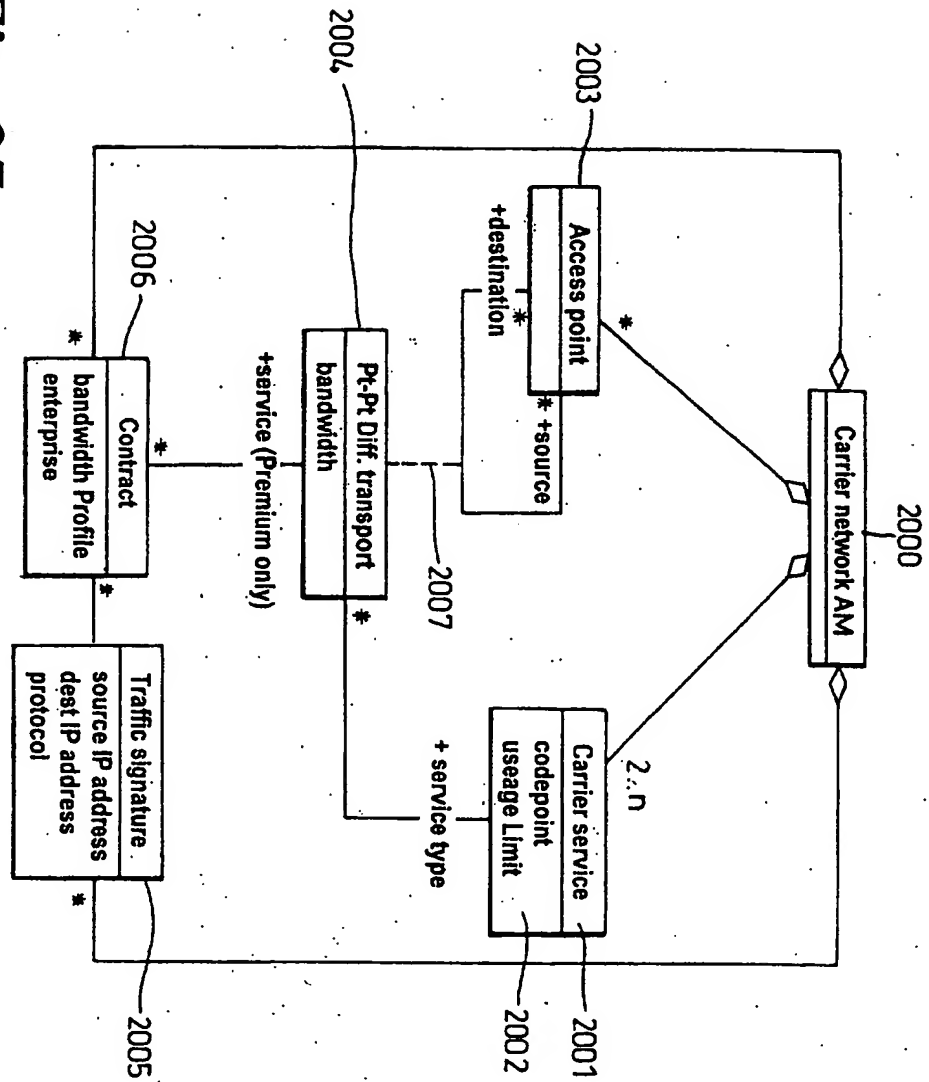 2000
Carrier network AM
2003
Access point
*
*
+destination
* +source
2..n
Carrier service
codepoint
useage Limit
2001
2002
+ service type
2004
Pt-Pt Diff. transport
bandwidth
*
2007
+service (Premium only)
2006
*
*
Contract
bandwidth Profile
enterprise
*
Traffic signature
source IP address
dest IP address
protocol
*
2005